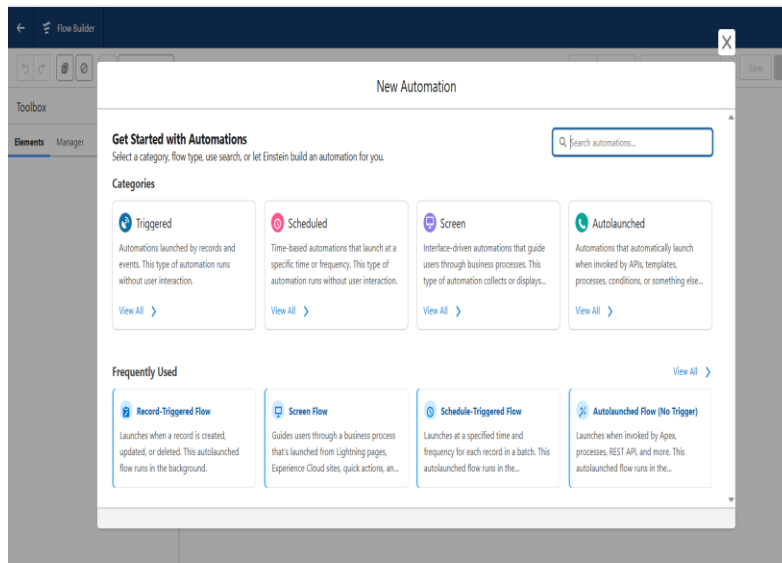 Flow Builder
Save
Toolbox
Elements Manager
X
New Automation
Get Started with Automations
Select a category, flow type, use search, or let Einstein build an automation for you.
Search automations...
Categories
Triggered
Automations launched by records and
events. This type of automation runs
without user interaction.
View All
Scheduled
Time-based automations that launch at a
specific time or frequency. This type of
automation runs without user interaction.
View All
Screen
Interface-driven automations that guide
users through business processes. This
type of automation collects or displays...
View All
Autolaunched
Automations that automatically launch
when invoked by APIs, templates,
processes, conditions, or something else...
View All
Frequently Used
View All
Record-Triggered Flow
Launches when a record is created,
updated, or deleted. This autolaunched
flow runs in the background.
Screen Flow
Guides users through a business process
that's launched from Lightning pages,
Experience Cloud sites, quick actions, an...
Schedule-Triggered Flow
Launches at a specified time and
frequency for each record in a batch. This
autolaunched flow runs in the...
Autolaunched Flow (No Trigger)
Launches when invoked by Apex,
processes, REST API, and more. This
autolaunched flow runs in the...